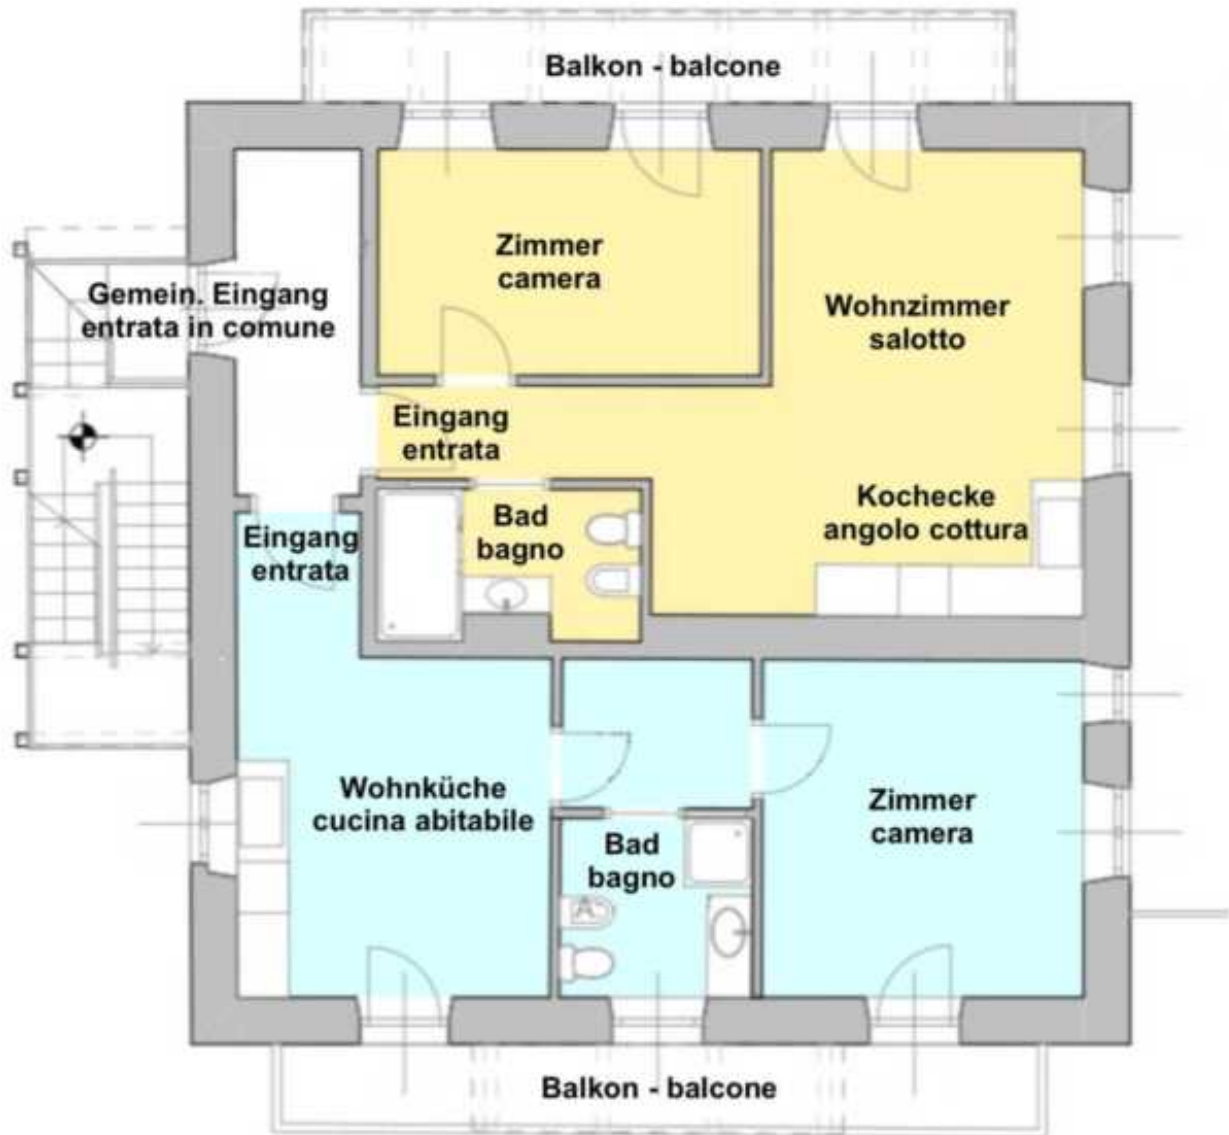 Balkon - balcone
Zimmer
camera
Gemein. Eingang
entrata in comune
Wohnzimmer
salotto
Eingang
entrata
Kochecke
angolo cottura
Bad
bagno
Eingang
entrata
Wohnküche
cucina abitabile
Zimmer
camera
Bad
bagno
Balkon - balcone